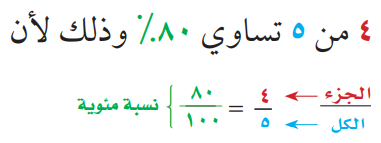 ٤ من ٥ تساوي ٨٠٪ وذلك لأن
الجزء ← ٤ = ٨٠ } نسبة مئوية
الكل ← ٥ ١٠٠